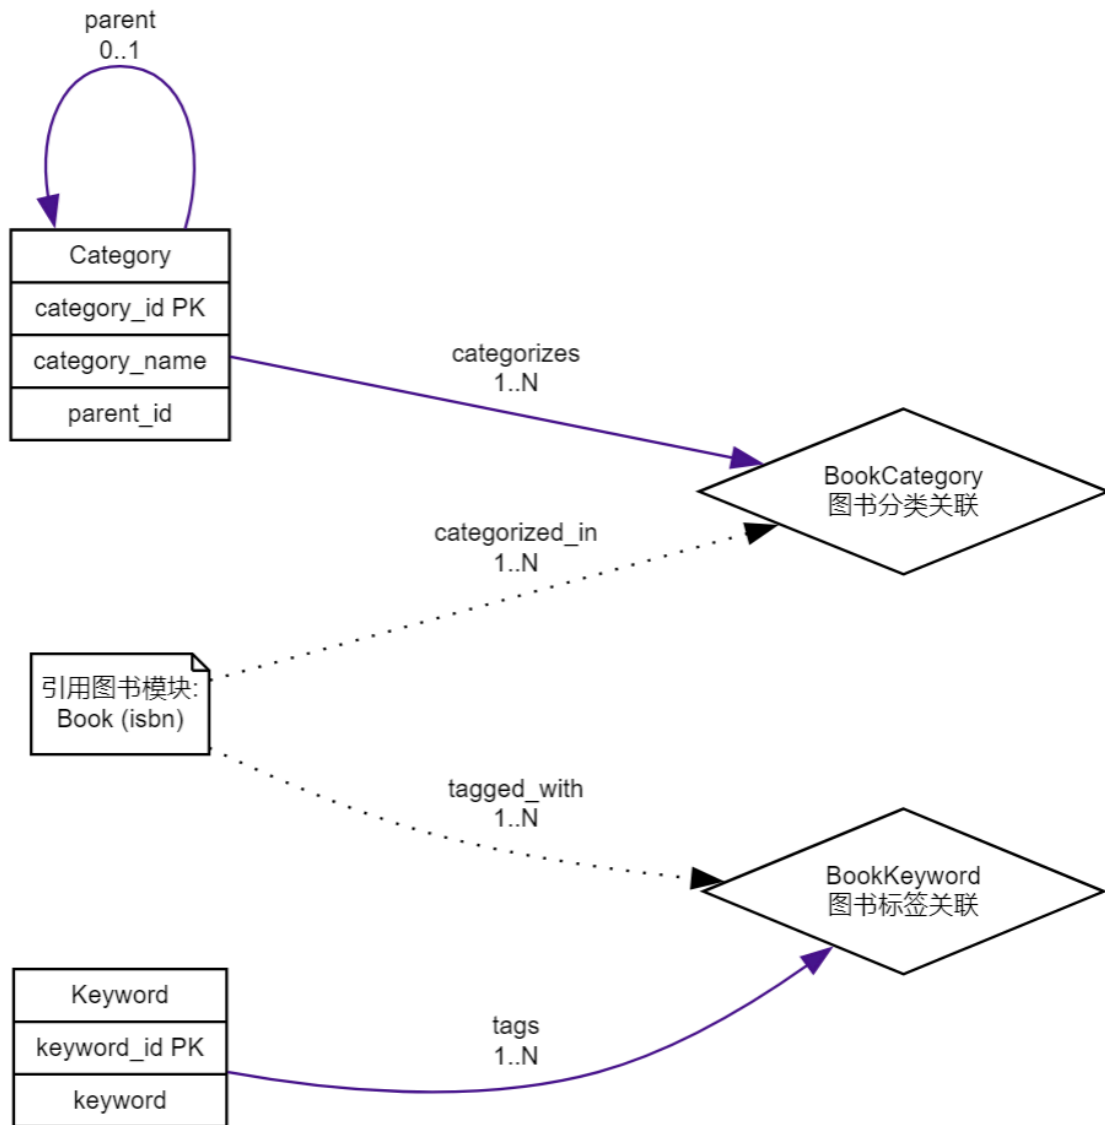 parent
0..1
Category
category_id PK
category_name
parent_id
categorizes
1..N
BookCategory
图书分类关联
categorized_in
1..N
引用图书模块:
Book (isbn)
tagged_with
1..N
BookKeyword
图书标签关联
Keyword
keyword_id PK
keyword
tags
1..N